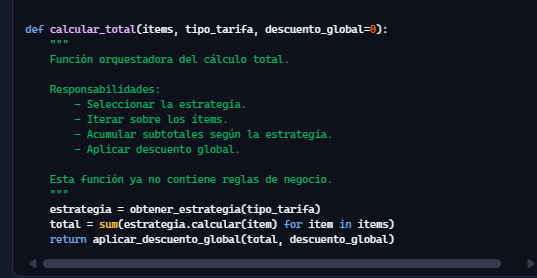 def calcular_total(items, tipo_tarifa, descuento_global=0):
    """
    Función orquestadora del cálculo total.

    Responsabilidades:
        - Seleccionar la estrategia.
        - Iterar sobre los ítems.
        - Acumular subtotales según la estrategia.
        - Aplicar descuento global.

    Esta función ya no contiene reglas de negocio.
    """
    estrategia = obtener_estrategia(tipo_tarifa)
    total = sum(estrategia.calcular(item) for item in items)
    return aplicar_descuento_global(total, descuento_global)